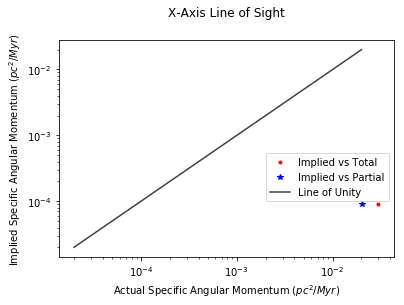 X-Axis Line of Sight
Implied Specific Angular Momentum (pc²/Myr)
10⁻²
10⁻³
10⁻⁴
Implied vs Total
Implied vs Partial
Line of Unity
10⁻⁴
10⁻³
10⁻²
Actual Specific Angular Momentum (pc²/Myr)